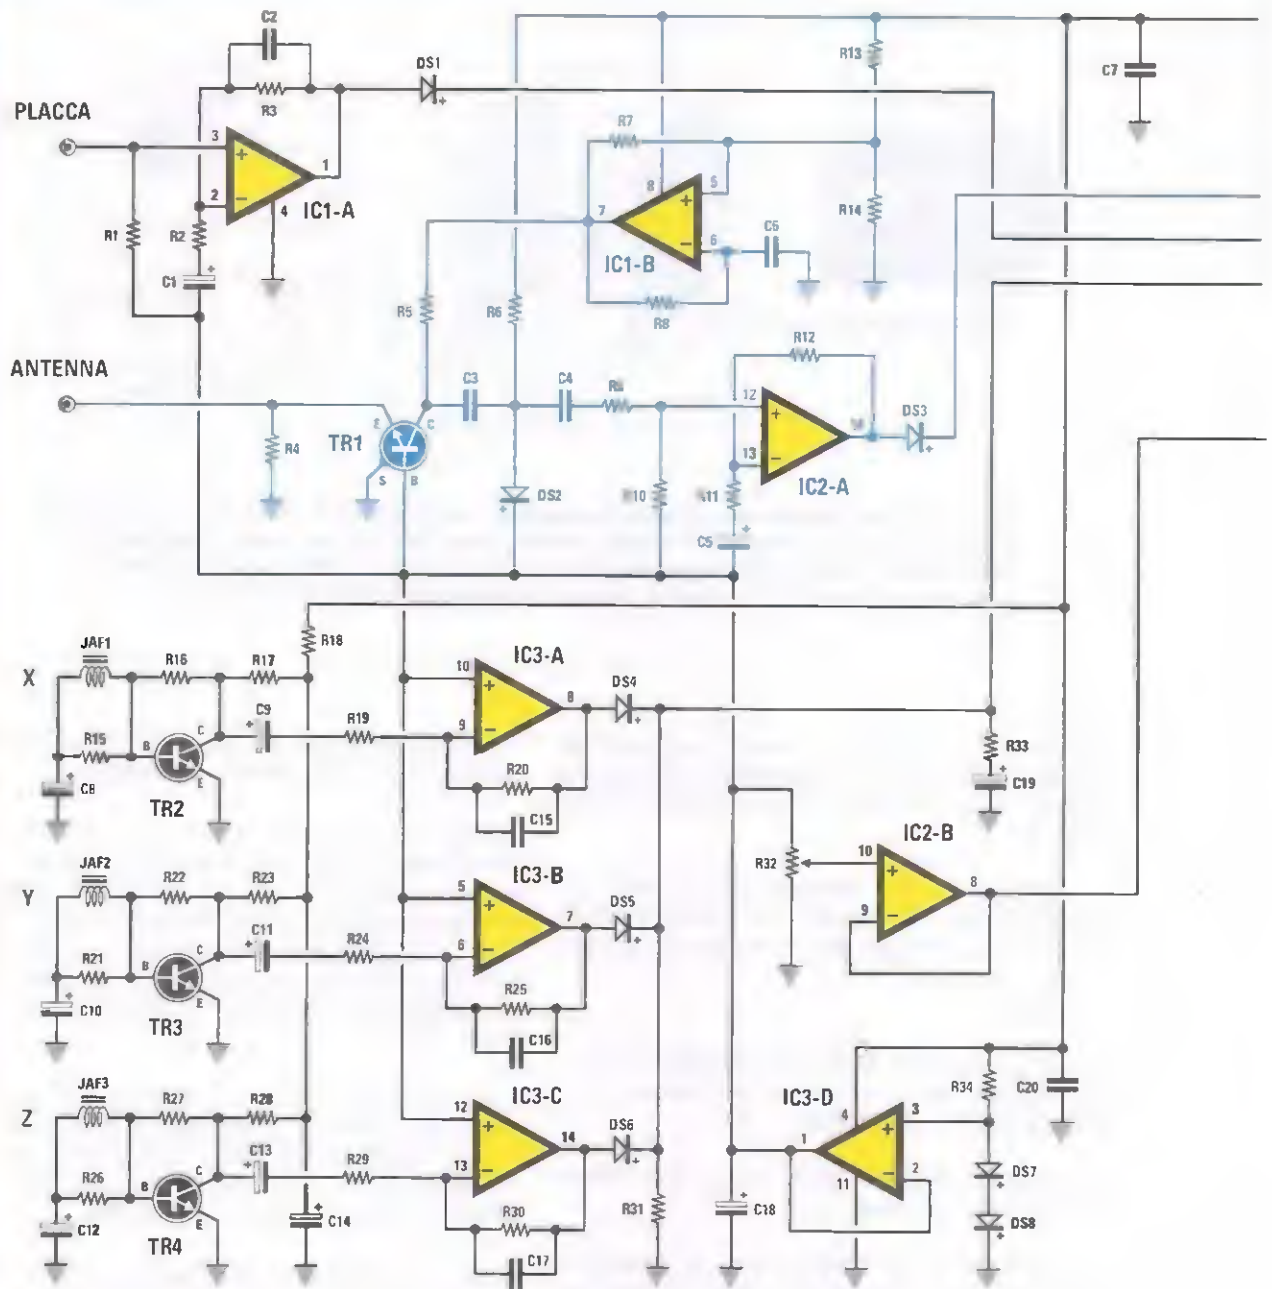 C2
DS1
R13
C7
PLACCA
R3
+
R7
3
+
1
8
+
5
2
−
4
IC1-A
7
R14
R1
R2
−
6
C6
+
C1
IC1-B
R8
R5
R6
R12
ANTENNA
C3
C4
12
+
DS3
E
C
TR1
R4
13
−
+
S
B
DS2
+
IC2-A
R10
R11
+
C5
R18
JAF1
R16
R17
IC3-A
X
10
+
8
DS4
C9
+
R19
9
−
+
C
R15
B
R33
+
C8
E
R20
+
C19
TR2
C15
IC2-B
R32
10
+
JAF2
R22
R23
IC3-B
8
Y
5
+
7
DS5
9
−
C
+
C11
R24
6
−
+
R21
B
E
R25
+
C10
TR3
C16
JAF3
R27
R28
IC3-C
R34
C20
IC3-D
Z
12
+
14
DS6
4
+
3
C
+
C13
R29
13
−
+
1
−
2
DS7
+
R26
B
11
E
R30
R31
+
C18
DS8
+
+
C12
TR4
+
C14
C17